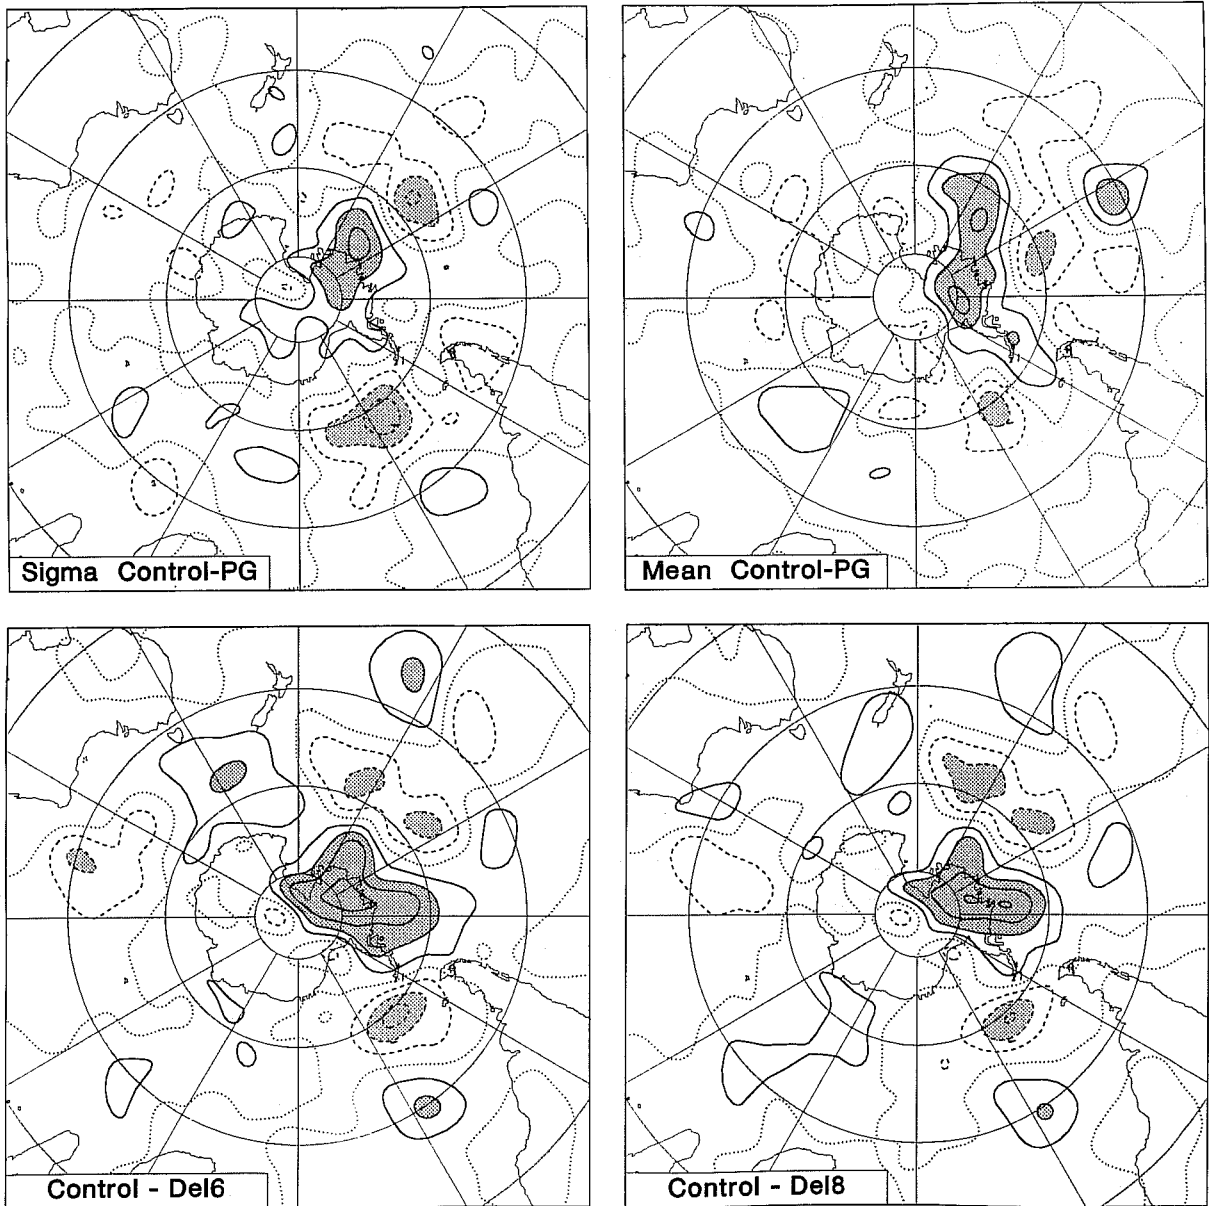 Sigma Control-PG
Mean Control-PG
Control - Del6
Control - Del8